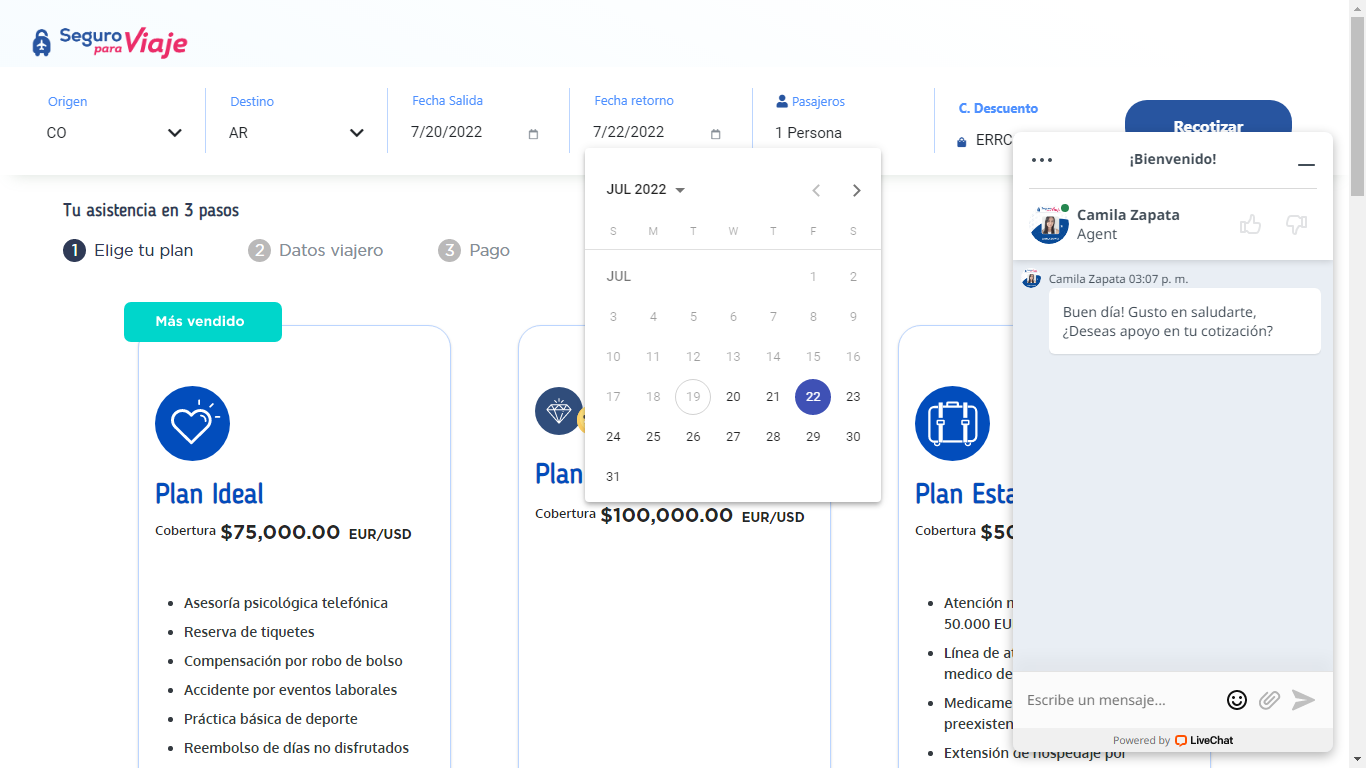 Seguro
para Viaje
Origen
CO
Destino
AR
Fecha Salida
7/20/2022
Fecha retorno
7/22/2022
Pasajeros
1 Persona
C. Descuento
ERRC
Recotizar
Tu asistencia en 3 pasos
1 Elige tu plan
2 Datos viajero
3 Pago
JUL 2022
S M T W T F S
JUL 1 2
3 4 5 6 7 8 9
10 11 12 13 14 15 16
17 18 19 20 21 22 23
24 25 26 27 28 29 30
31
Más vendido
Plan Ideal
Cobertura $75,000.00 EUR/USD
Asesoría psicológica telefónica
Reserva de tiquetes
Compensación por robo de bolso
Accidente por eventos laborales
Práctica básica de deporte
Reembolso de días no disfrutados
Plan
Cobertura $100,000.00 EUR/USD
Plan Esta
Cobertura $50
Atención m
50.000 EU
Línea de at
medico de
Medicame
preexisten
Extensión de hospedaje por
¡Bienvenido!
Camila Zapata
Agent
Camila Zapata 03:07 p. m.
Buen día! Gusto en saludarte,
¿Deseas apoyo en tu cotización?
Escribe un mensaje...
Powered by LiveChat